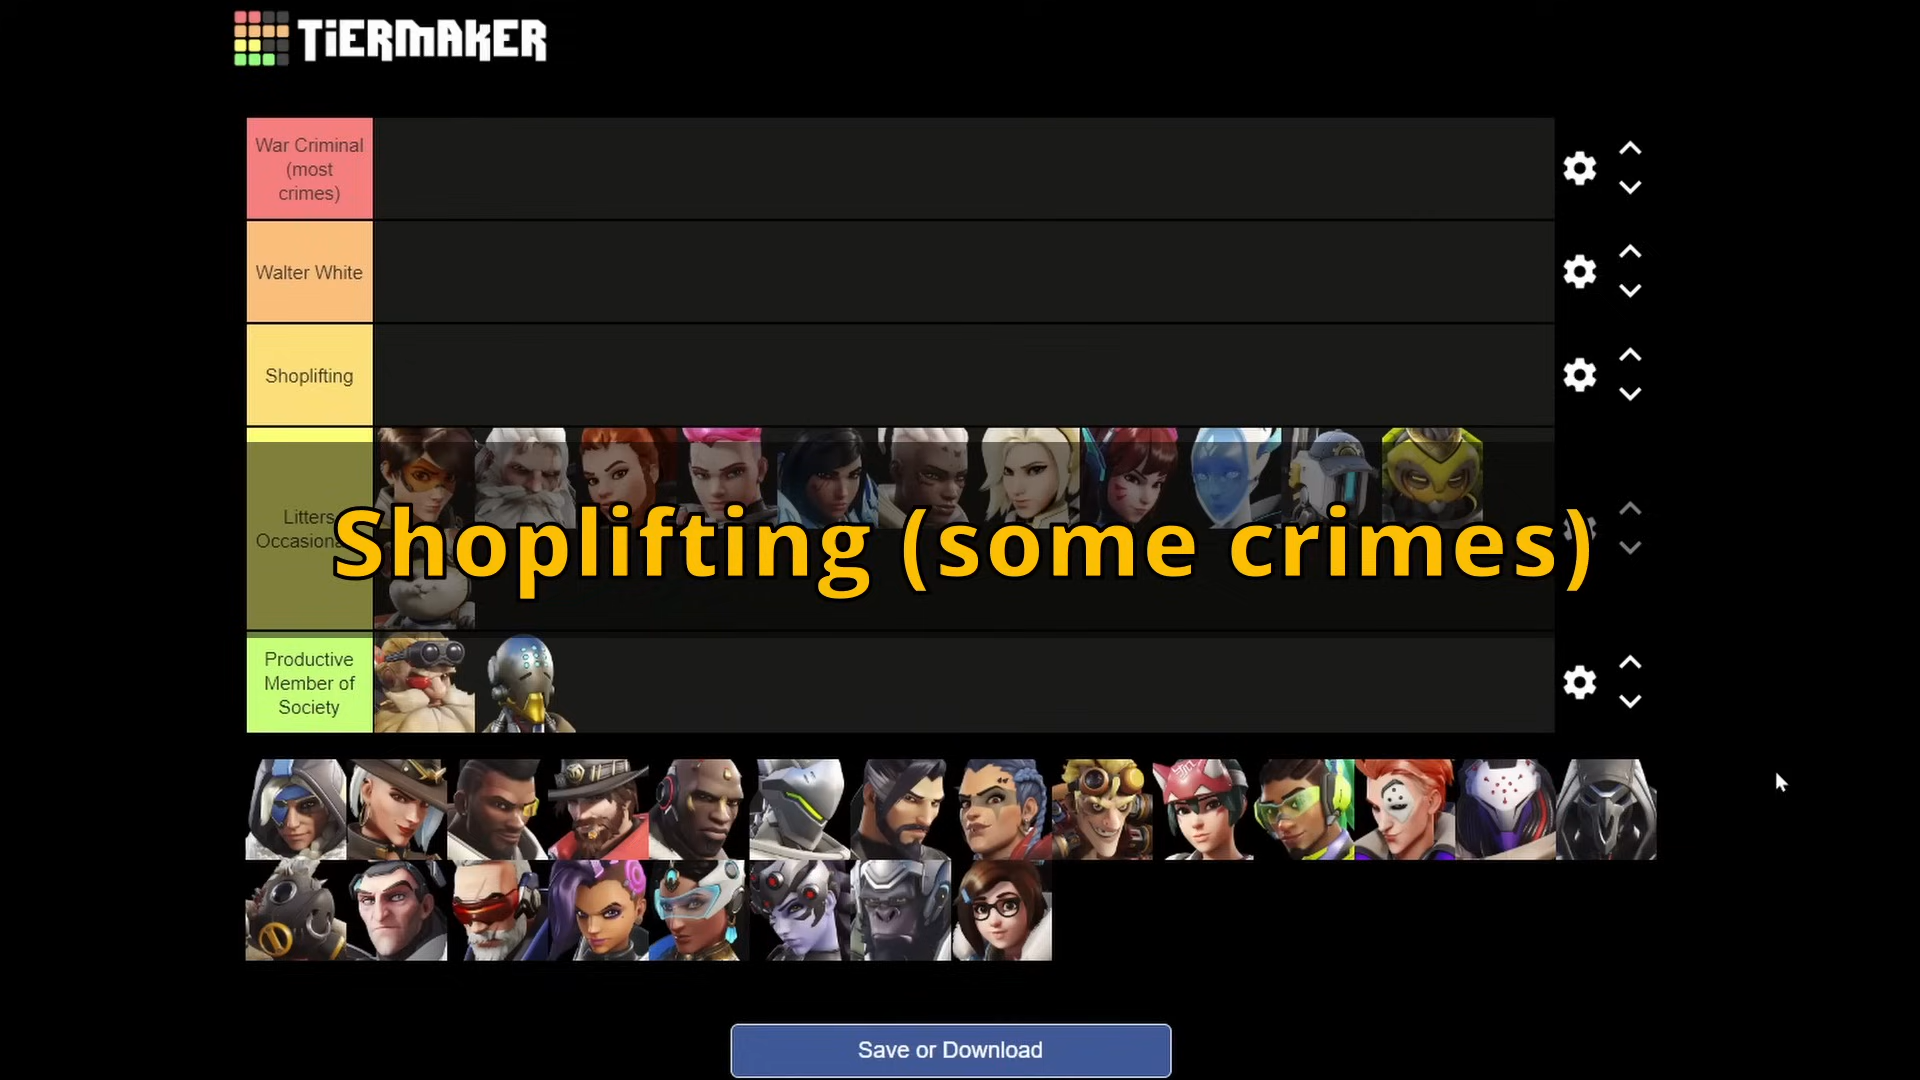 TiERMAKER
War Criminal
(most
crimes)
Walter White
Shoplifting
Litters
Shoplifting (some crimes)
Productive
Member of
Society
Save or Download